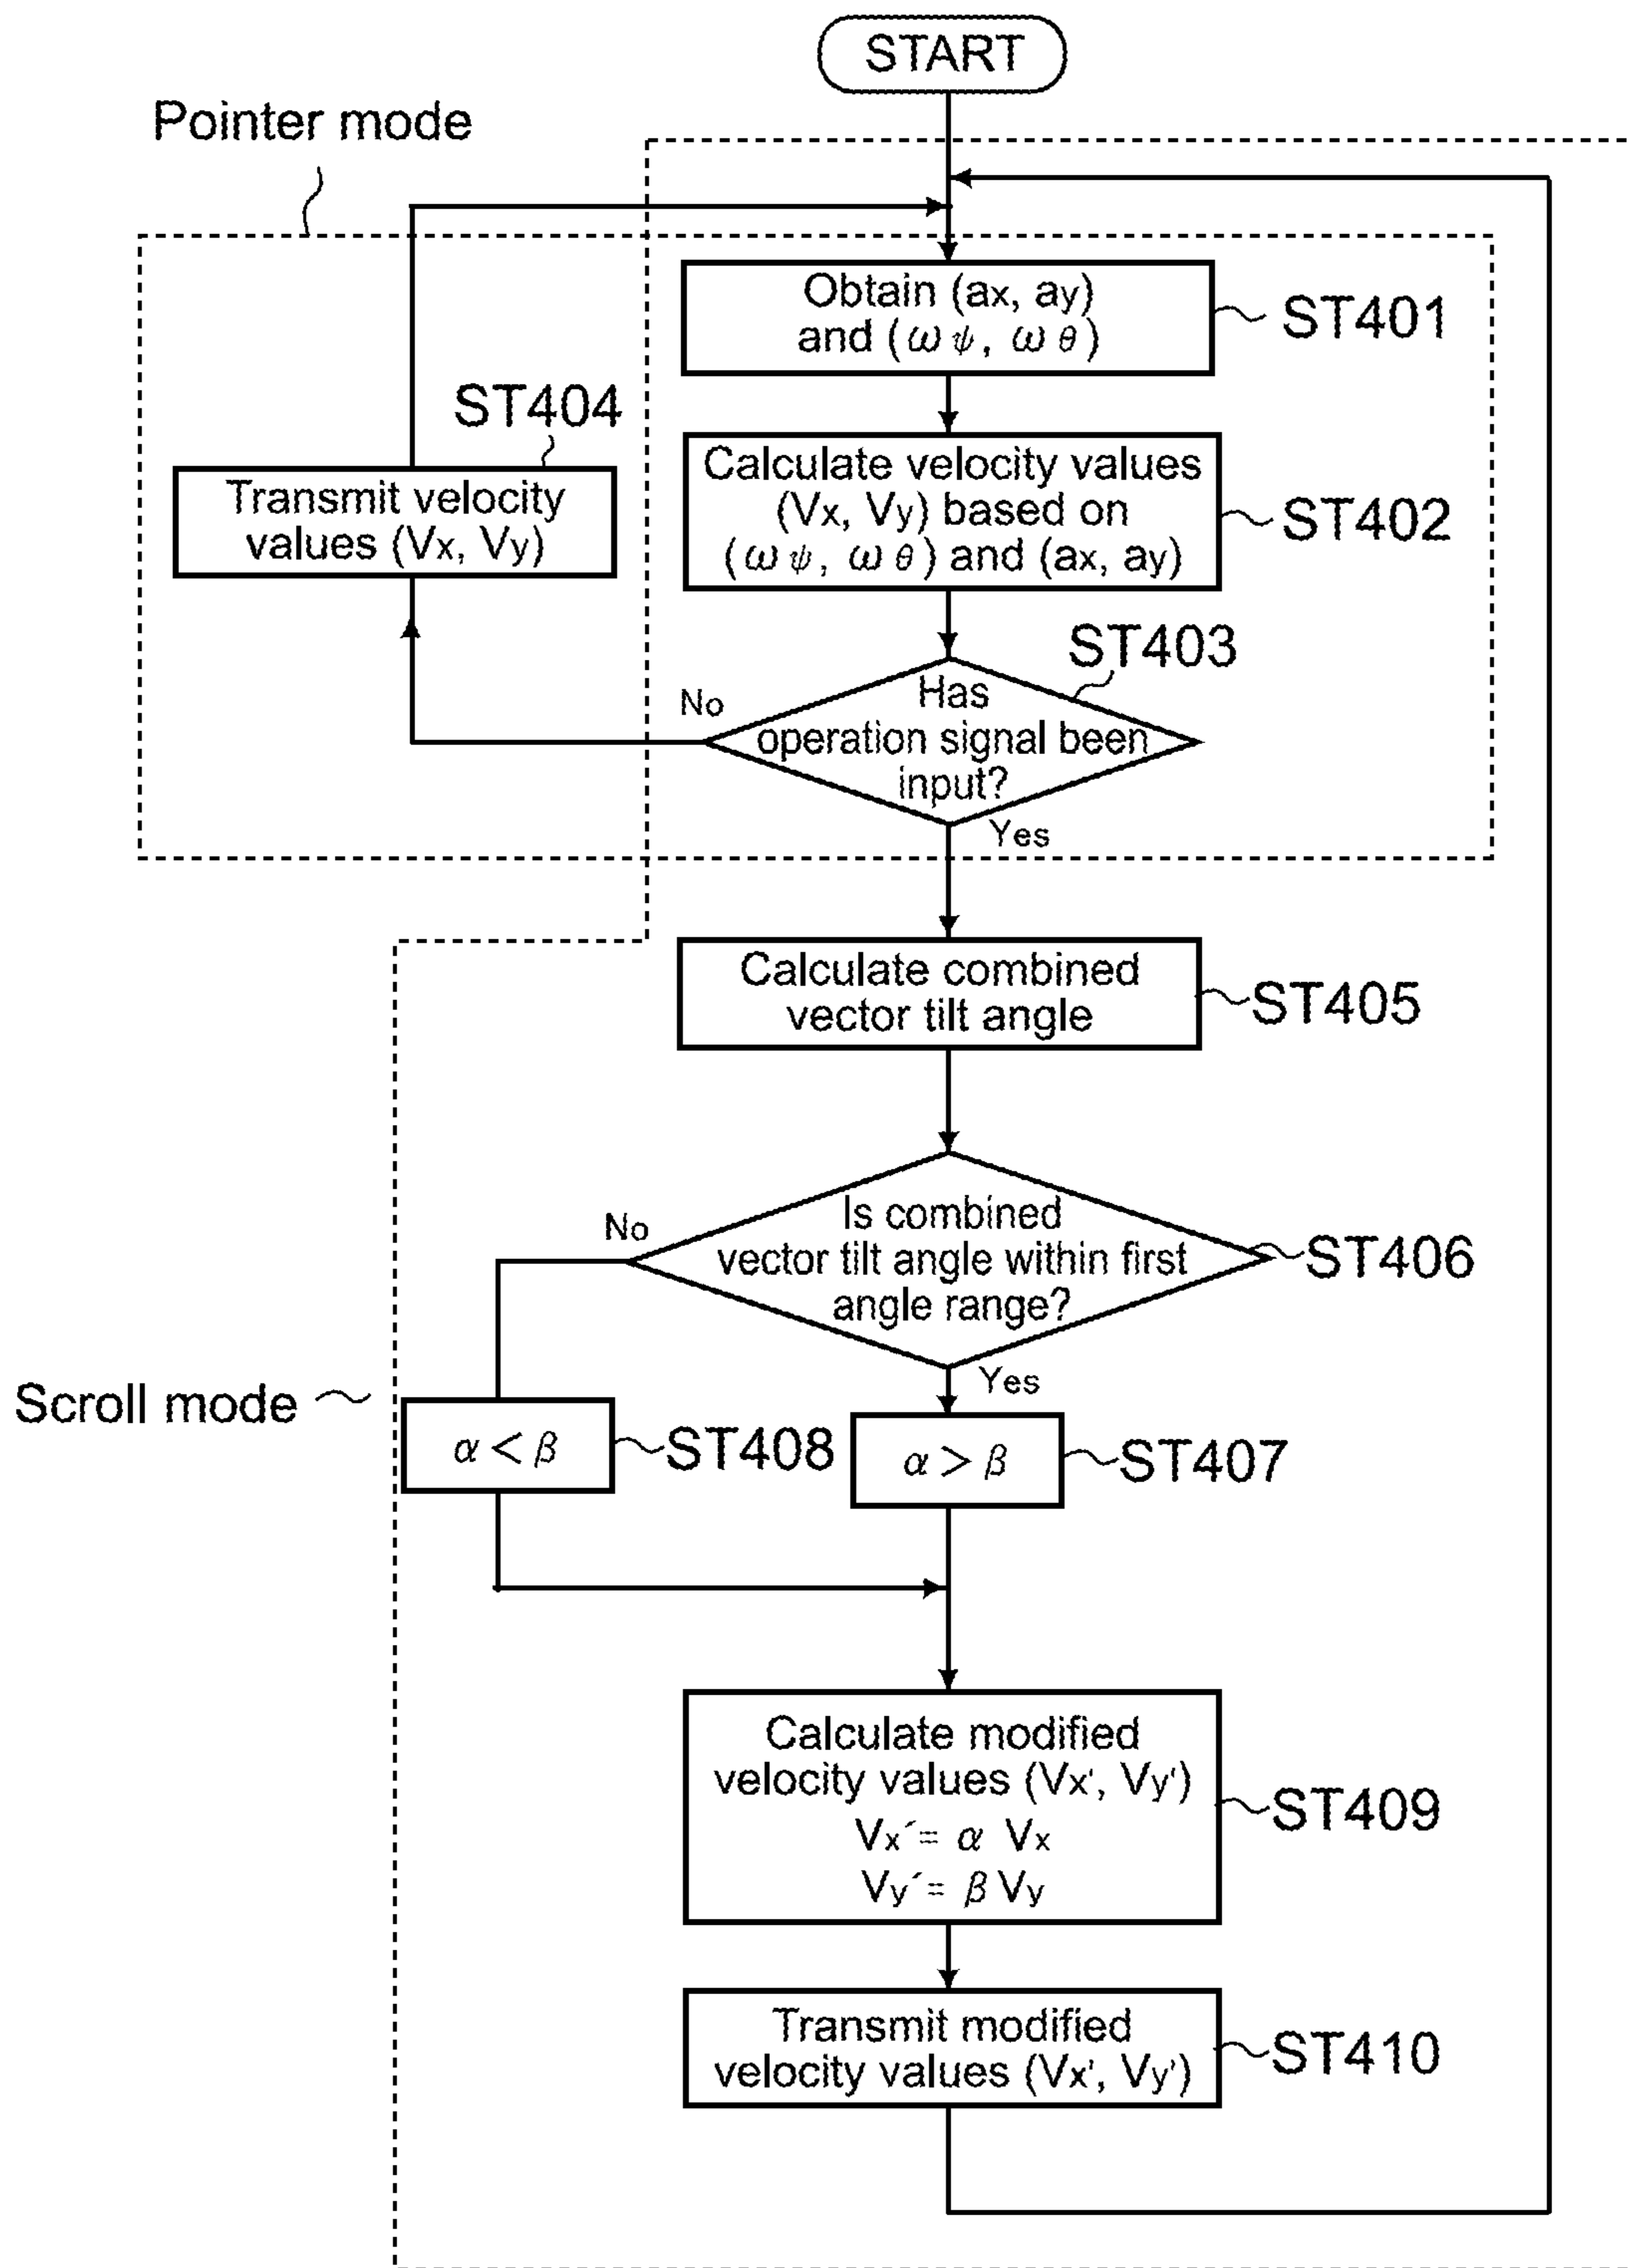 START
Pointer mode
Obtain (ax, ay)
and (ωψ, ωθ)
ST401
ST404
Transmit velocity
values (Vx, Vy)
Calculate velocity values
(Vx, Vy) based on
(ωψ, ωθ) and (ax, ay)
ST402
ST403
No
Has
operation signal been
input?
Yes
Calculate combined
vector tilt angle
ST405
No
Is combined
vector tilt angle within first
angle range?
ST406
Yes
Scroll mode
α < β
ST408
α > β
ST407
Calculate modified
velocity values (Vx', Vy')
Vx´= α Vx
Vy´= β Vy
ST409
Transmit modified
velocity values (Vx', Vy')
ST410